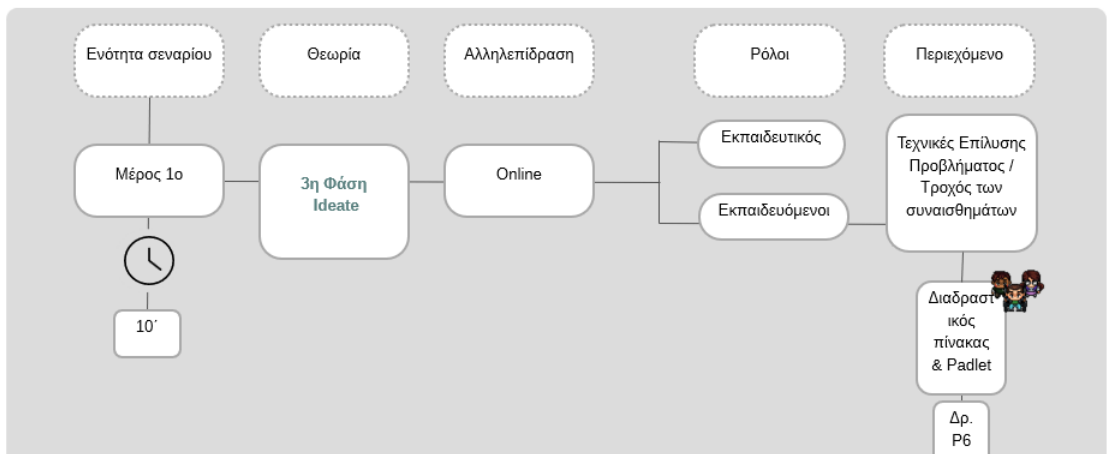 Ενότητα σεναρίου
Θεωρία
Αλληλεπίδραση
Ρόλοι
Περιεχόμενο
Μέρος 1ο
3η Φάση
Ideate
Online
Εκπαιδευτικός
Εκπαιδευόμενοι
Τεχνικές Επίλυσης
Προβλήματος /
Τροχός των
συναισθημάτων
10΄
Διαδραστ
ικός
πίνακας
& Padlet
Δρ.
P6